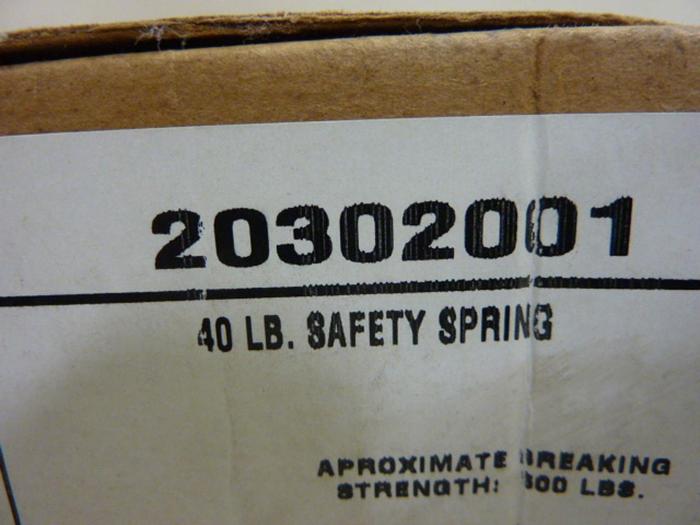 20302001
40 LB. SAFETY SPRING
APROXIMATE BREAKING
STRENGTH: LBS.